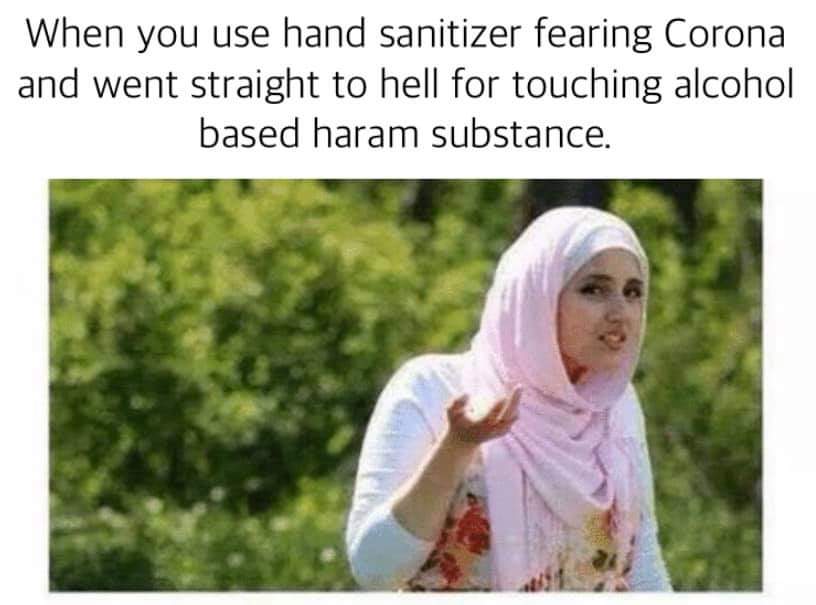 When you use hand sanitizer fearing Corona
and went straight to hell for touching alcohol
based haram substance.